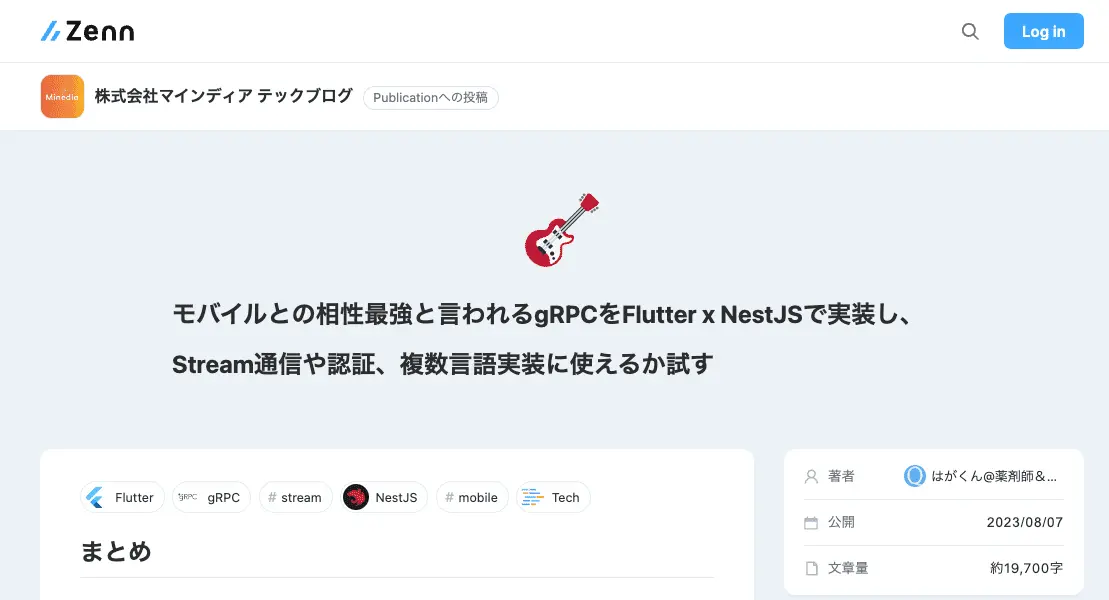 Zenn
Log in
Minedia
株式会社マインディア テックブログ
Publicationへの投稿
モバイルとの相性最強と言われるgRPCをFlutter x NestJSで実装し、
Stream通信や認証、複数言語実装に使えるか試す
Flutter
gRPC
gRPC
# stream
NestJS
# mobile
Tech
まとめ
著者
はがくん@薬剤師＆...
公開
2023/08/07
文章量
約19,700字